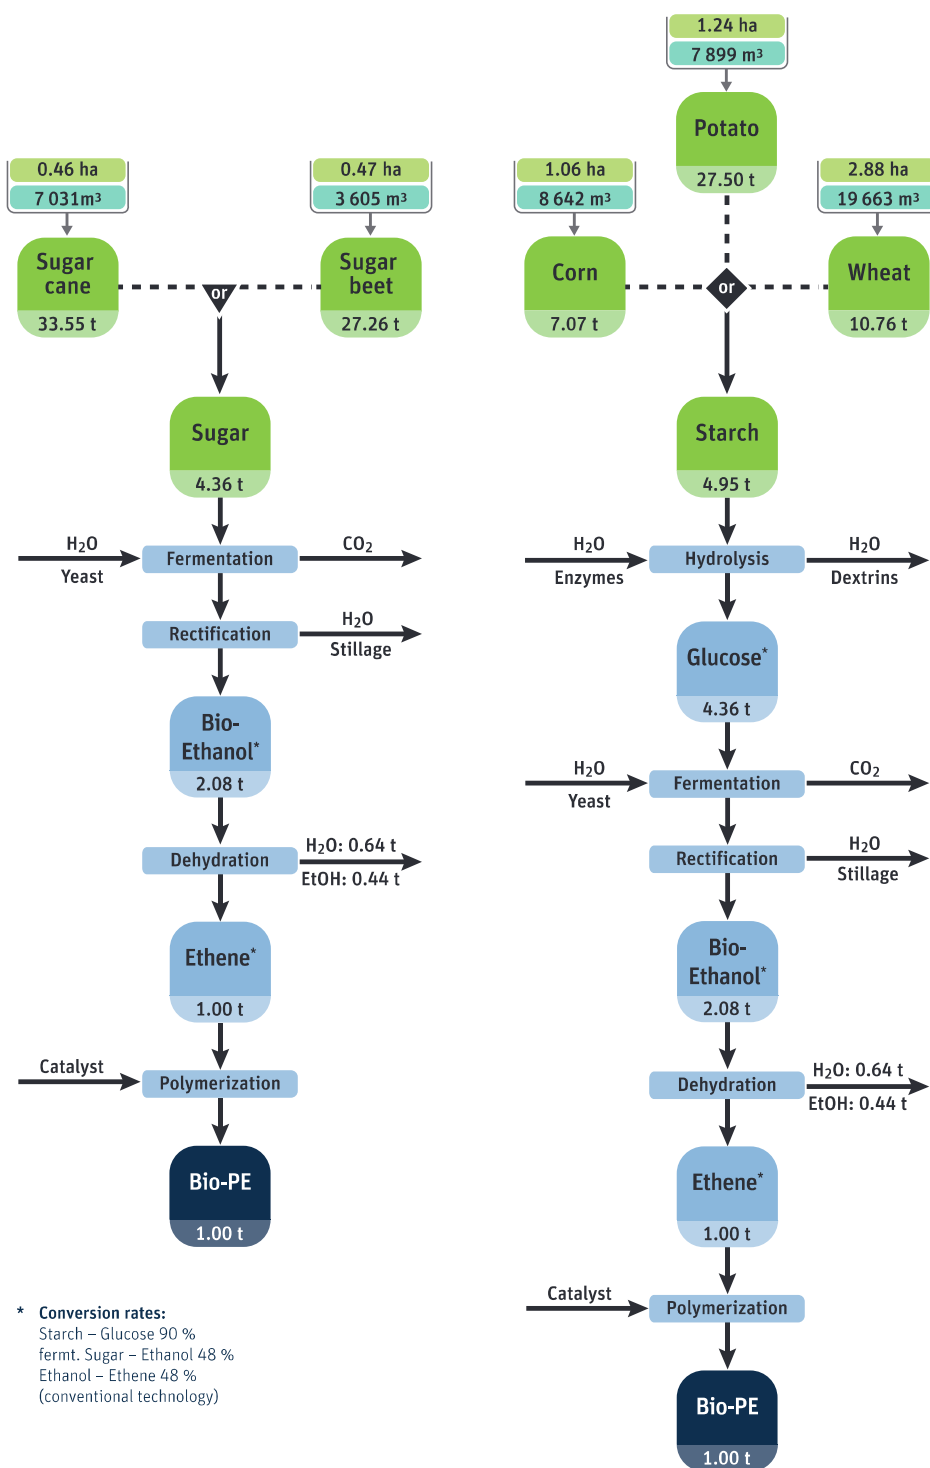 1.24 ha
7 899 m³
Potato
27.50 t
0.46 ha
7 031m³
Sugar
cane
33.55 t
or
0.47 ha
3 605 m³
Sugar
beet
27.26 t
1.06 ha
8 642 m³
Corn
7.07 t
or
2.88 ha
19 663 m³
Wheat
10.76 t
Sugar
4.36 t
H₂O
Yeast
Fermentation
CO₂
Rectification
H₂O
Stillage
Bio-
Ethanol*
2.08 t
Dehydration
H₂O: 0.64 t
EtOH: 0.44 t
Ethene*
1.00 t
Catalyst
Polymerization
Bio-PE
1.00 t
Starch
4.95 t
H₂O
Enzymes
Hydrolysis
H₂O
Dextrins
Glucose*
4.36 t
H₂O
Yeast
Fermentation
CO₂
Rectification
H₂O
Stillage
Bio-
Ethanol*
2.08 t
Dehydration
H₂O: 0.64 t
EtOH: 0.44 t
Ethene*
1.00 t
Catalyst
Polymerization
Bio-PE
1.00 t
* Conversion rates:
Starch – Glucose 90 %
fermt. Sugar – Ethanol 48 %
Ethanol – Ethene 48 %
(conventional technology)